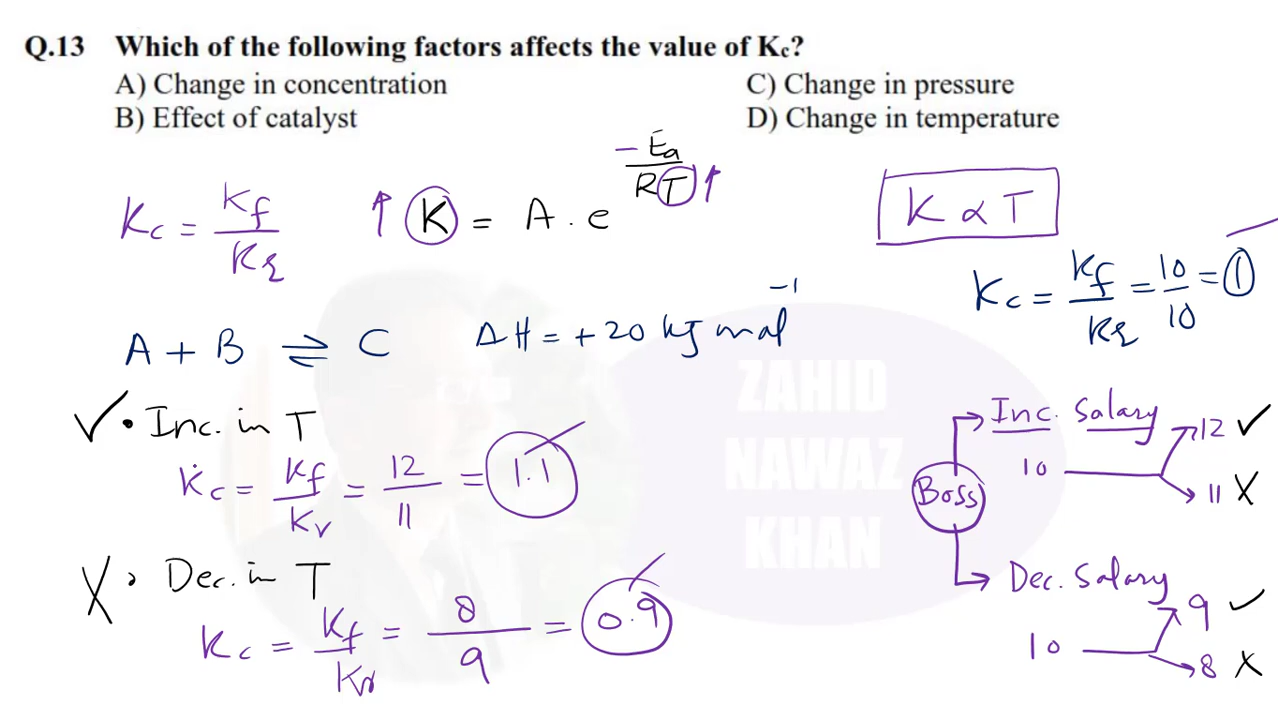 Q.13 Which of the following factors affects the value of Kc?
A) Change in concentration
C) Change in pressure
B) Effect of catalyst
D) Change in temperature
Kc = Kf / Kr
↑ K = A . e^(-Ea / RT) ↑
K ∝ T
Kc = Kf / Kr = 10 / 10 = 1
A + B ⇌ C ΔH = +20 kJ mol⁻¹
✓ • Inc. in T
Kc = Kf / Kr = 12 / 11 = 1.1
X • Dec. in T
Kc = Kf / Kr = 8 / 9 = 0.9
Boss
Inc. Salary
10 → 12 ✓
11 X
Dec. Salary
10 → 9 ✓
8 X
ZAHID
NAWAZ
KHAN